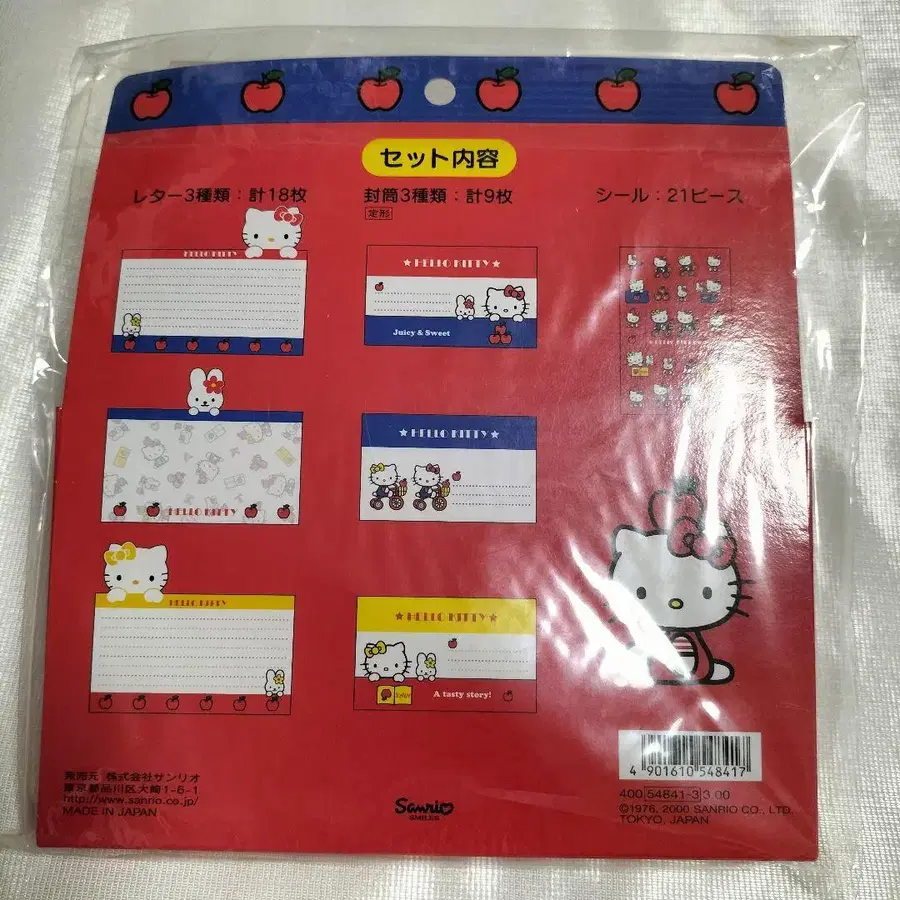 セット内容
レター3種類：計18枚
封筒3種類：計9枚
定形
シール：21ピース
HELLO KITTY
★HELLO KITTY★
Juicy & Sweet
HELLO KITTY
★HELLO KITTY★
HELLO KITTY
★HELLO KITTY★
A tasty story!
発売元 株式会社サンリオ
東京都品川区大崎1-6-1
http://www.sanrio.co.jp/
MADE IN JAPAN
Sanrio
SMILES
4 901610 548417
400 54841-3 3.00
©1976, 2000 SANRIO CO., LTD.
TOKYO, JAPAN